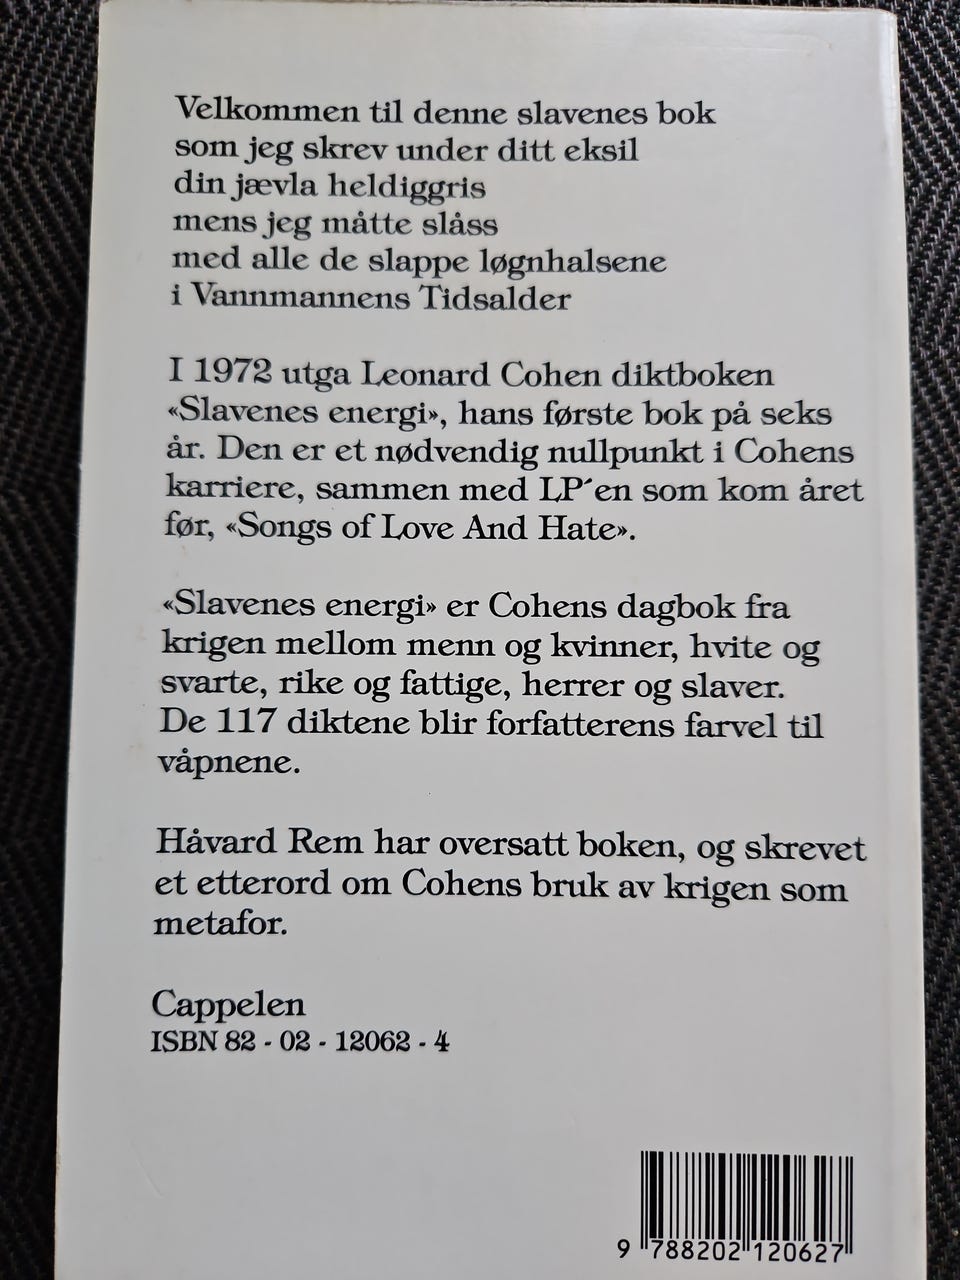 Velkommen til denne slavenes bok
som jeg skrev under ditt eksil
din jævla heldiggris
mens jeg måtte slåss
med alle de slappe løgnhalsene
i Vannmannens Tidsalder
I 1972 utga Leonard Cohen diktboken
«Slavenes energi», hans første bok på seks
år. Den er et nødvendig nullpunkt i Cohens
karriere, sammen med LP´en som kom året
før, «Songs of Love And Hate».
«Slavenes energi» er Cohens dagbok fra
krigen mellom menn og kvinner, hvite og
svarte, rike og fattige, herrer og slaver.
De 117 diktene blir forfatterens farvel til
våpnene.
Håvard Rem har oversatt boken, og skrevet
et etterord om Cohens bruk av krigen som
metafor.
Cappelen
ISBN 82 - 02 - 12062 - 4
9 788202 120627